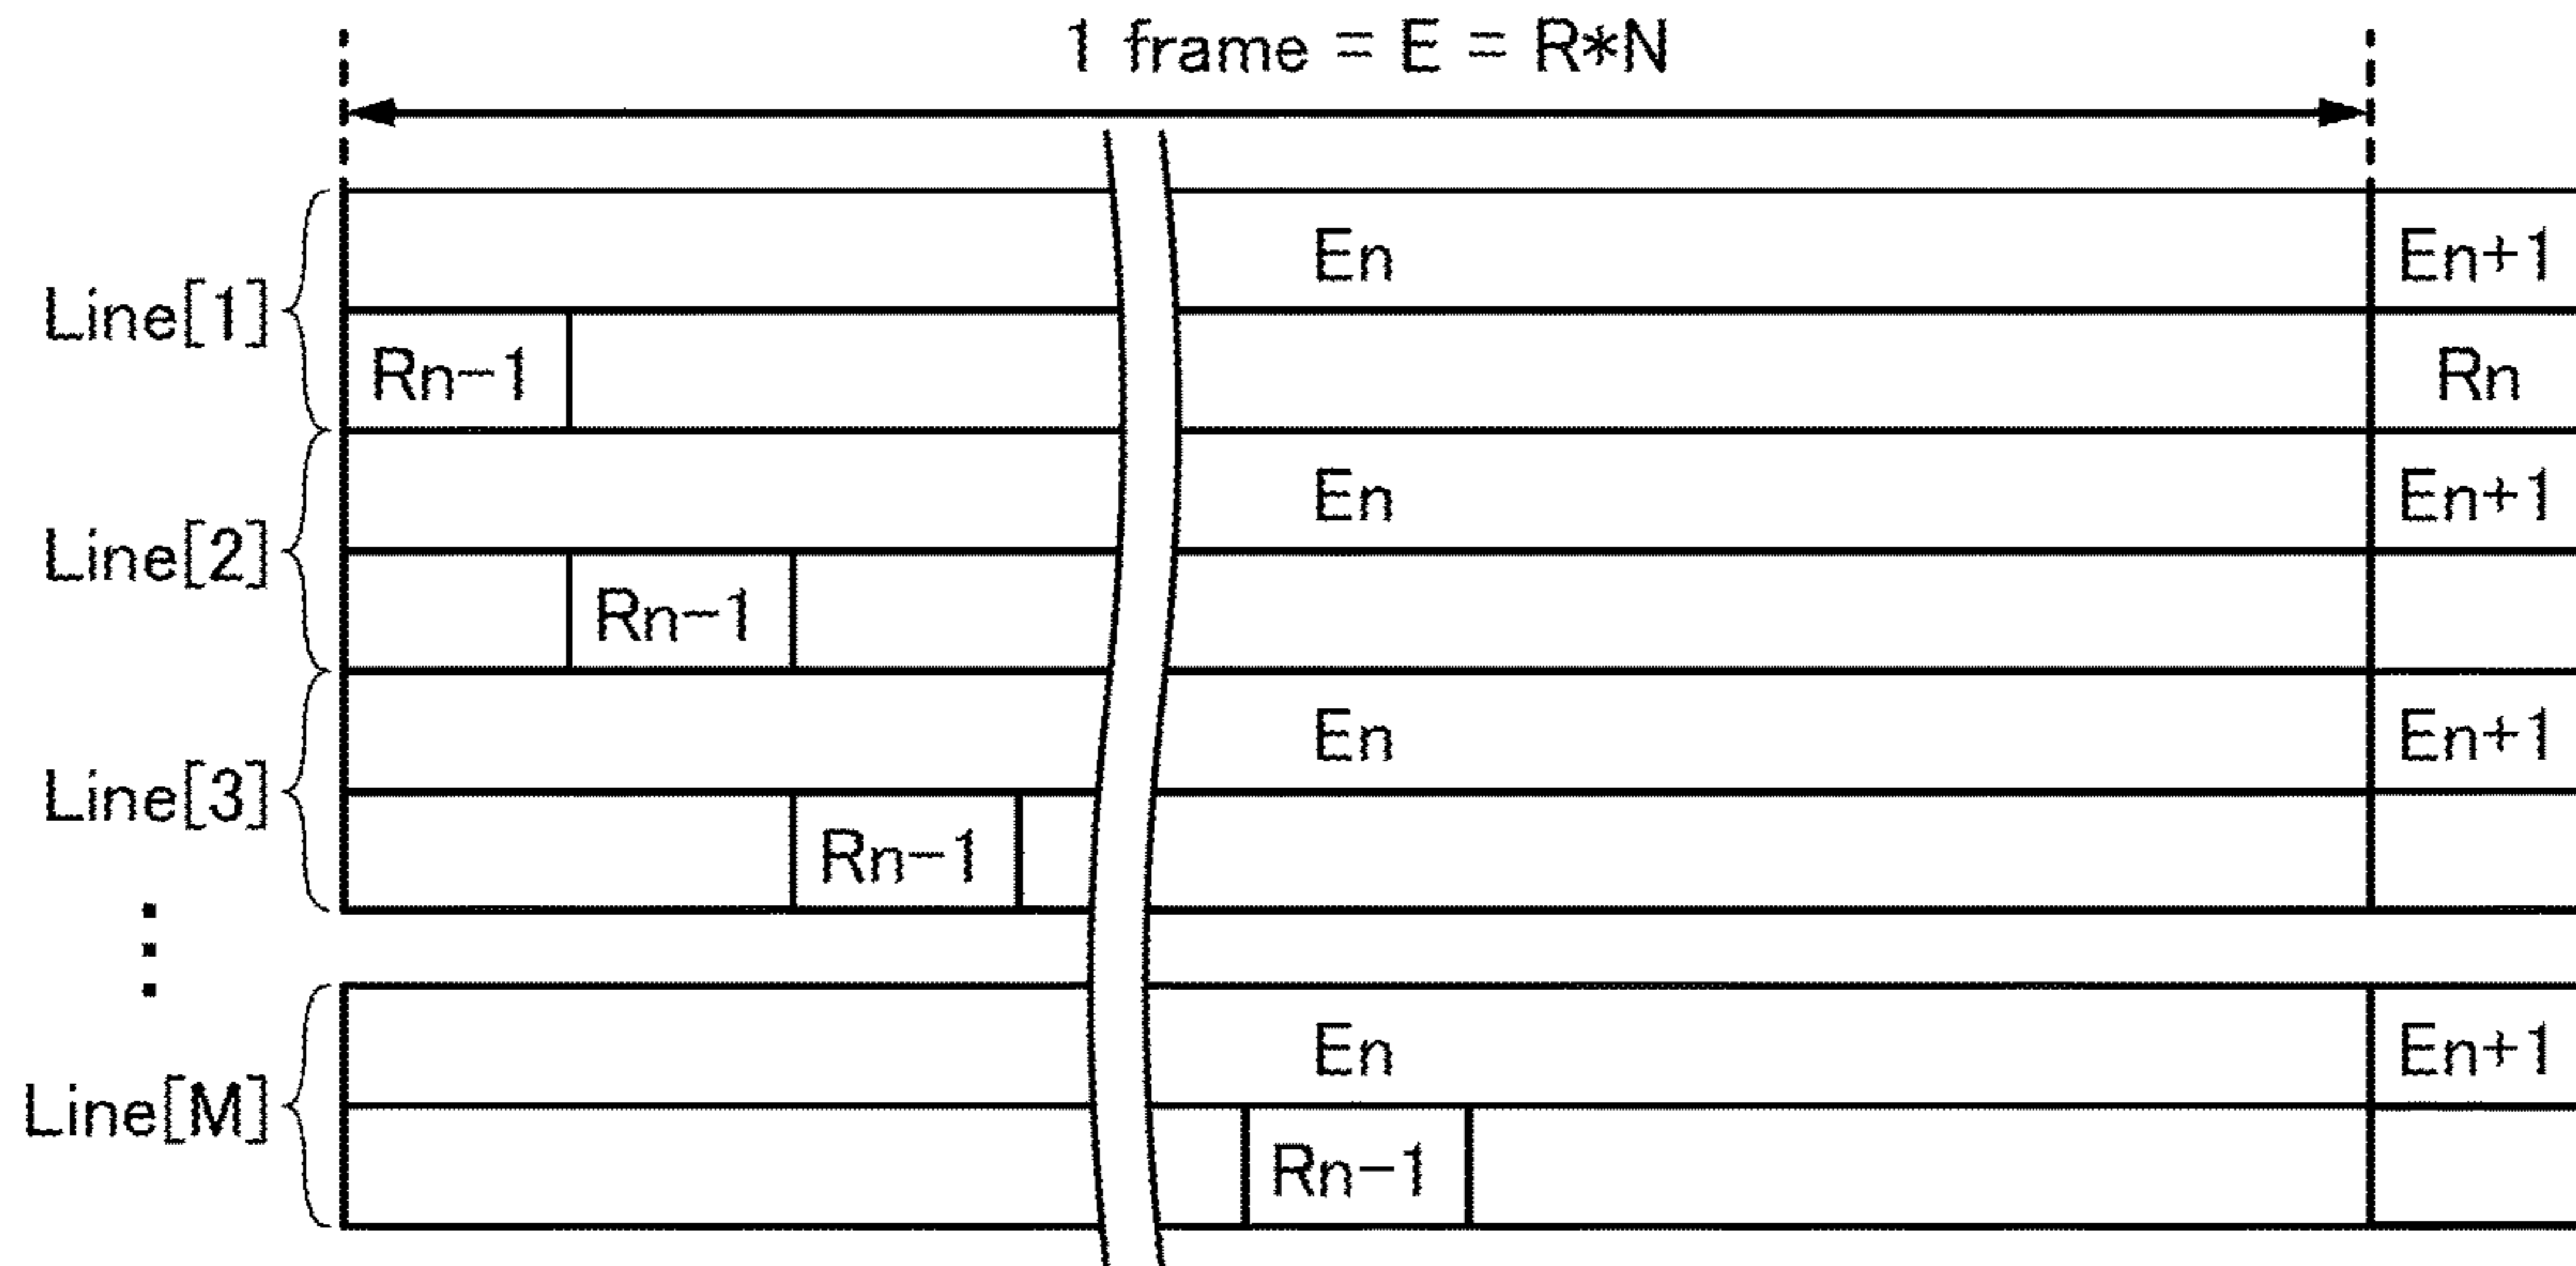 1 frame = E = R*N
En En+1
Line[1]
Rn-1 Rn
En En+1
Line[2]
Rn-1
En En+1
Line[3]
Rn-1
En En+1
Line[M]
Rn-1